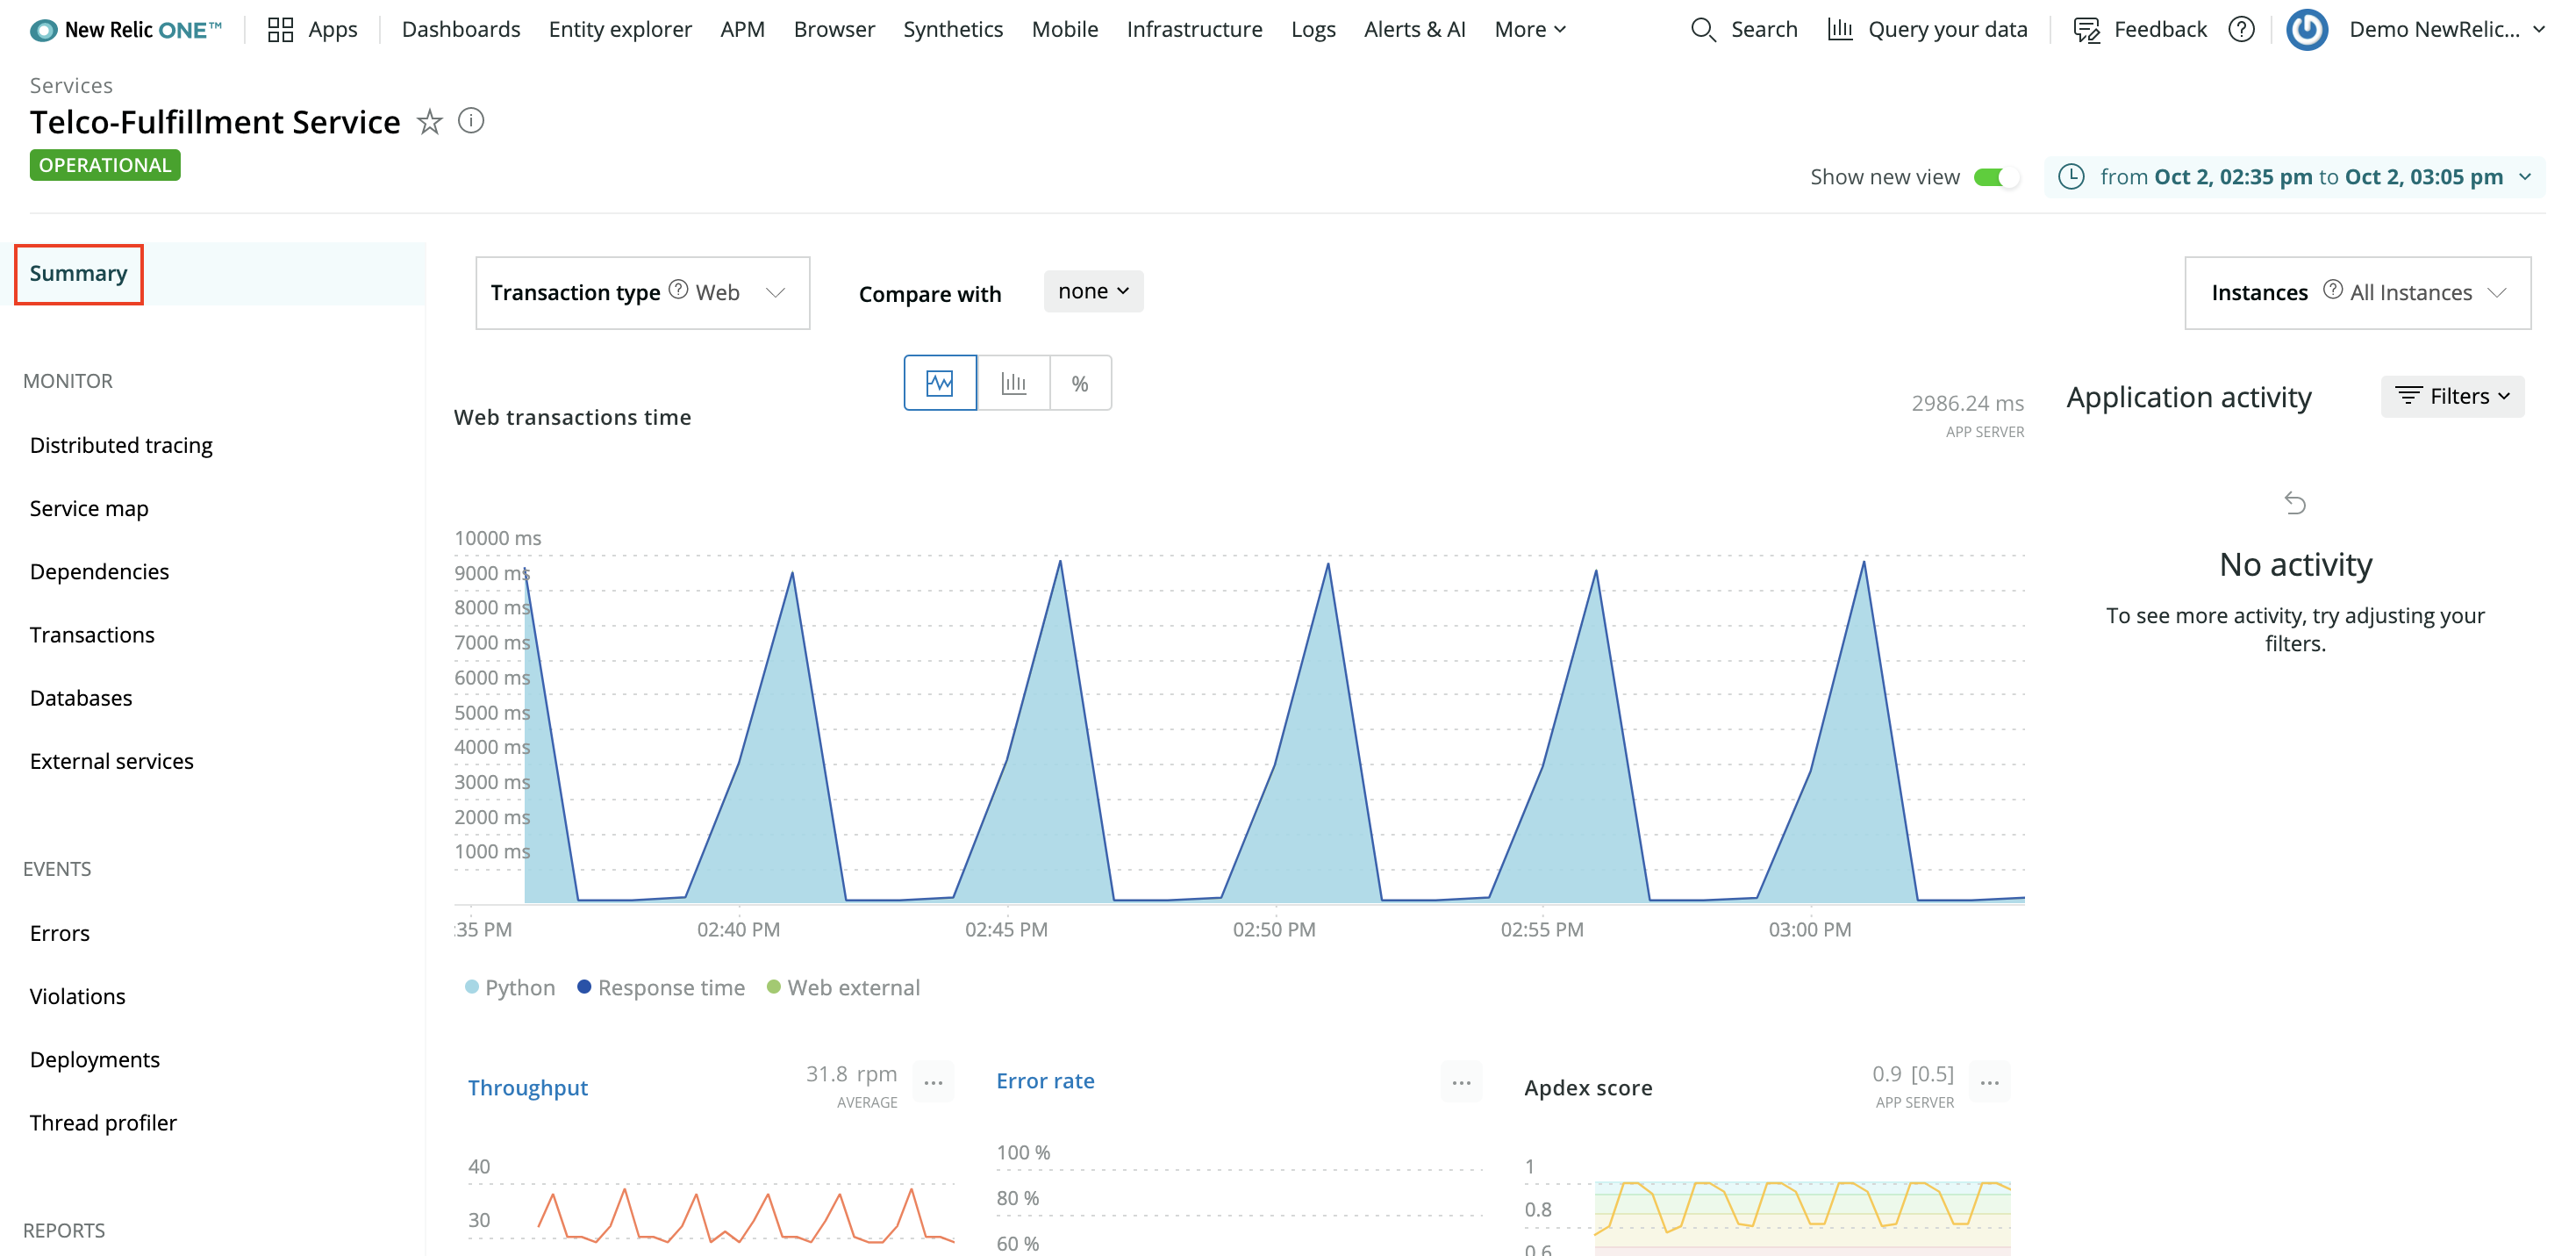 New Relic ONE™ Apps Dashboards Entity explorer APM Browser Synthetics Mobile Infrastructure Logs Alerts & AI More Search Query your data Feedback Demo NewRelic...
Services
Telco-Fulfillment Service
OPERATIONAL
Show new view from Oct 2, 02:35 pm to Oct 2, 03:05 pm
Summary
MONITOR
Distributed tracing
Service map
Dependencies
Transactions
Databases
External services
EVENTS
Errors
Violations
Deployments
Thread profiler
REPORTS
Transaction type Web Compare with none Instances All Instances
%
Web transactions time
2986.24 ms
APP SERVER
10000 ms
9000 ms
8000 ms
7000 ms
6000 ms
5000 ms
4000 ms
3000 ms
2000 ms
1000 ms
:35 PM 02:40 PM 02:45 PM 02:50 PM 02:55 PM 03:00 PM
Python Response time Web external
Application activity Filters
No activity
To see more activity, try adjusting your
filters.
Throughput
31.8 rpm
AVERAGE
...
40
30
Error rate
...
100 %
80 %
60 %
Apdex score
0.9 [0.5]
APP SERVER
...
1
0.8
0.6